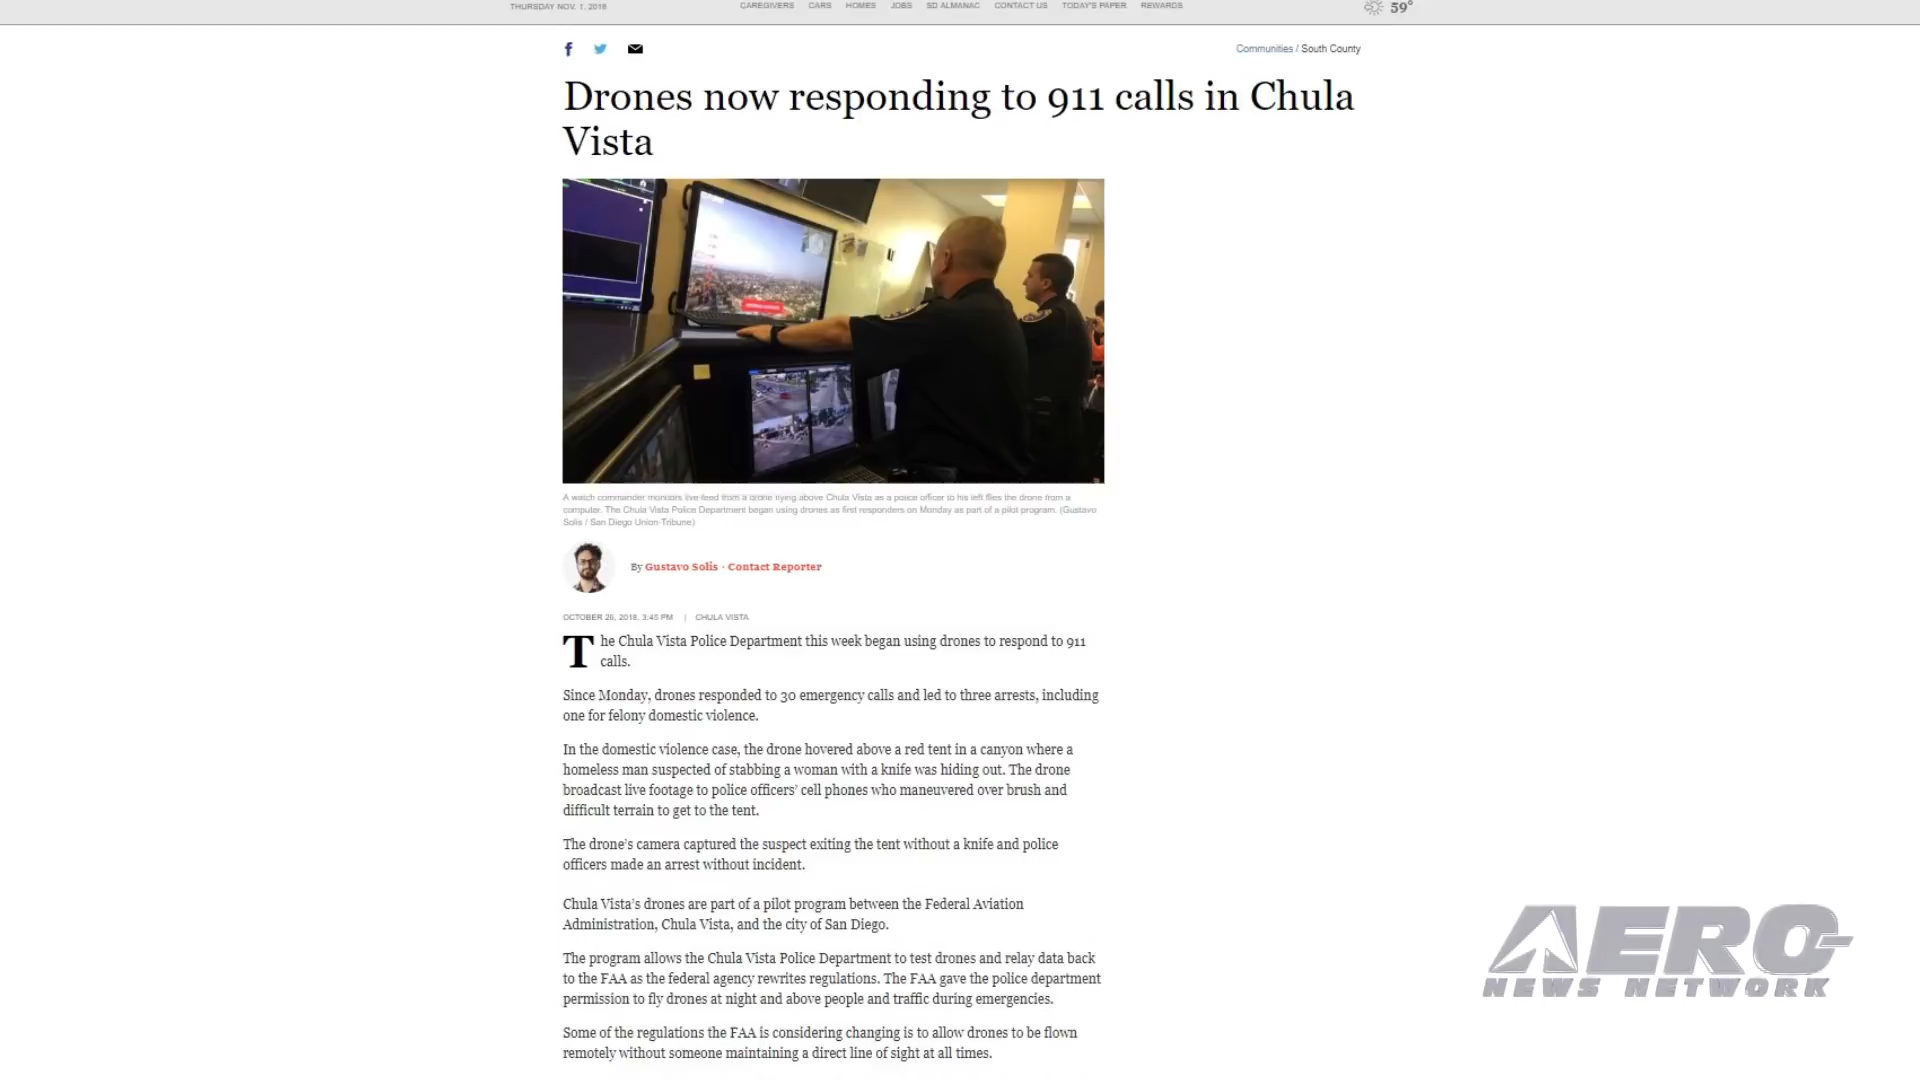 THURSDAY NOV. 1, 2018
CAREGIVERS CARS HOMES JOBS SD ALMANAC CONTACT US TODAY'S PAPER REWARDS
59°
Communities / South County
Drones now responding to 911 calls in Chula
Vista
A watch commander monitors live-feed from a drone flying above Chula Vista as a police officer to his left flies the drone from a
computer. The Chula Vista Police Department began using drones as first responders on Monday as part of a pilot program. (Gustavo
Solis / San Diego Union-Tribune)
By Gustavo Solis · Contact Reporter
OCTOBER 26, 2018, 3:45 PM | CHULA VISTA
The Chula Vista Police Department this week began using drones to respond to 911
calls.
Since Monday, drones responded to 30 emergency calls and led to three arrests, including
one for felony domestic violence.
In the domestic violence case, the drone hovered above a red tent in a canyon where a
homeless man suspected of stabbing a woman with a knife was hiding out. The drone
broadcast live footage to police officers' cell phones who maneuvered over brush and
difficult terrain to get to the tent.
The drone's camera captured the suspect exiting the tent without a knife and police
officers made an arrest without incident.
Chula Vista's drones are part of a pilot program between the Federal Aviation
Administration, Chula Vista, and the city of San Diego.
The program allows the Chula Vista Police Department to test drones and relay data back
to the FAA as the federal agency rewrites regulations. The FAA gave the police department
permission to fly drones at night and above people and traffic during emergencies.
Some of the regulations the FAA is considering changing is to allow drones to be flown
remotely without someone maintaining a direct line of sight at all times.
AERO-
NEWS NETWORK